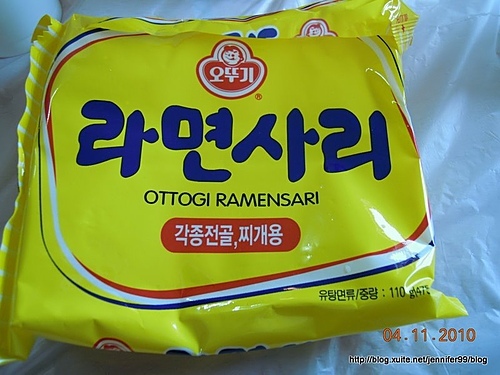 오뚜기
®
라면사리
OTTOGI RAMENSARI
각종전골,찌개용
유탕면류/중량 : 110 g
04.11.2010
http://blog.xuite.net/jennifer99/blog